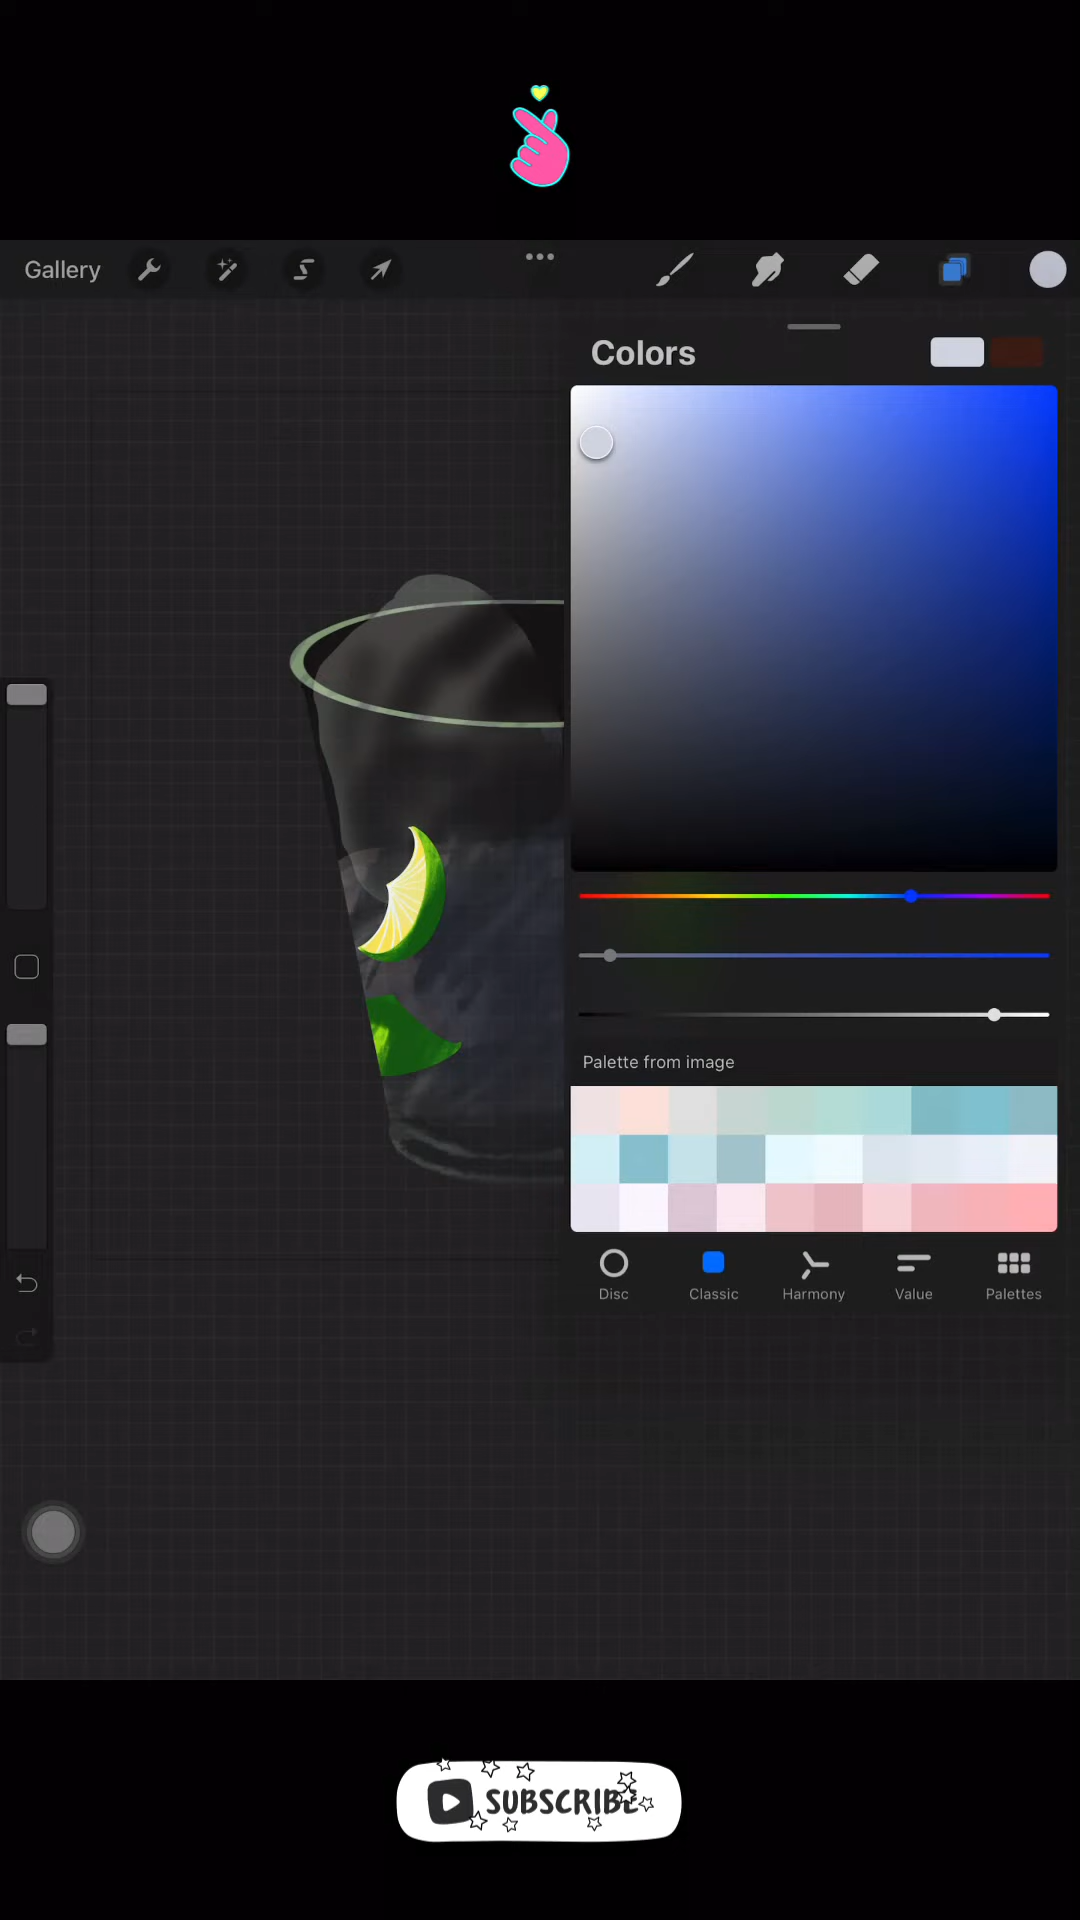 Gallery
Colors
Palette from image
Disc Classic Harmony Value Palettes
SUBSCRIBE